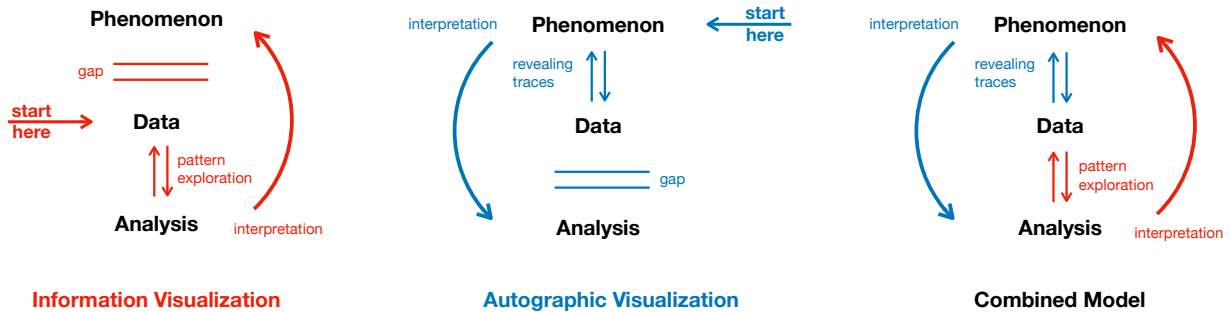 Phenomenon
gap
start
here
Data
pattern
exploration
Analysis
interpretation
Information Visualization
interpretation
Phenomenon
start
here
revealing
traces
Data
gap
Analysis
Autographic Visualization
interpretation
Phenomenon
revealing
traces
Data
pattern
exploration
Analysis
interpretation
Combined Model